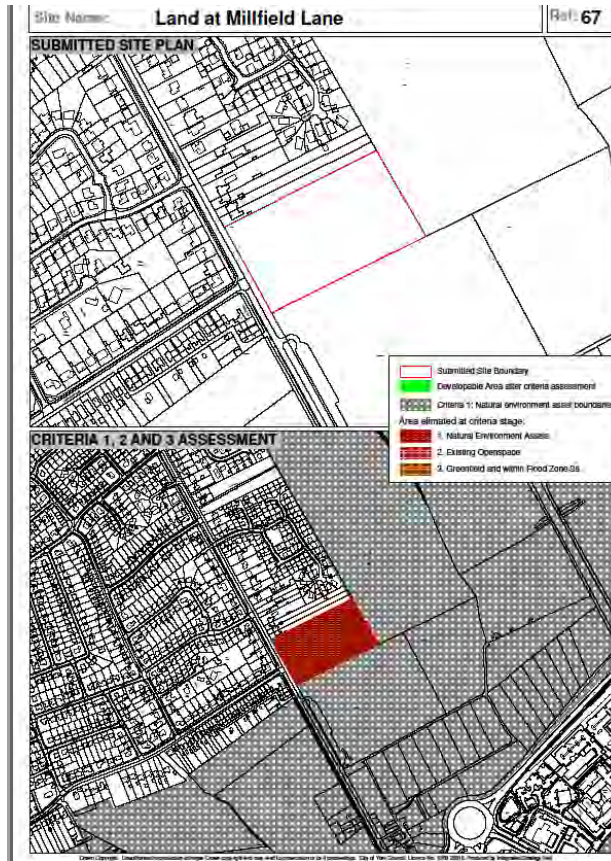 Site Name: Land at Millfield Lane Ref: 67
SUBMITTED SITE PLAN
Submitted Site Boundary
Developable Area after criteria assessment
Criteria 1: Natural environment asset boundaries
Area elimated at criteria stage:
1. Natural Environment Assets
2. Existing Openspace
3. Greenfield and within Flood Zone 3a
CRITERIA 1, 2 AND 3 ASSESSMENT